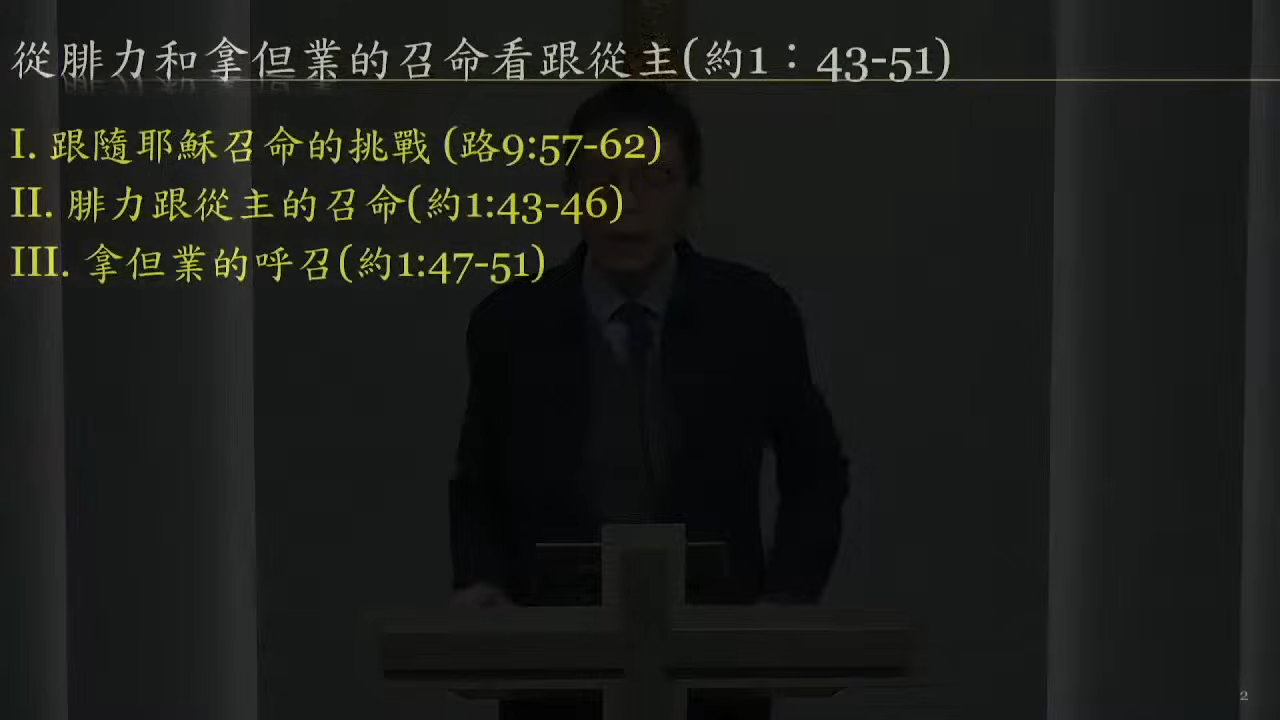 從腓力和拿但業的召命看跟從主(約1：43-51)
I. 跟隨耶穌召命的挑戰 (路9:57-62)
II. 腓力跟從主的召命(約1:43-46)
III. 拿但業的呼召(約1:47-51)
2